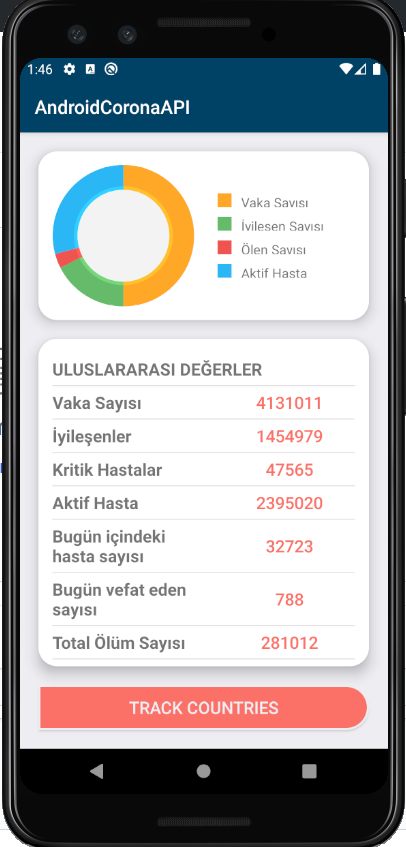 1:46
AndroidCoronaAPI
Vaka Sayısı
İyilesen Sayısı
Ölen Sayısı
Aktif Hasta
ULUSLARARASI DEĞERLER
Vaka Sayısı 4131011
İyileşenler 1454979
Kritik Hastalar 47565
Aktif Hasta 2395020
Bugün içindeki
hasta sayısı 32723
Bugün vefat eden
sayısı 788
Total Ölüm Sayısı 281012
TRACK COUNTRIES